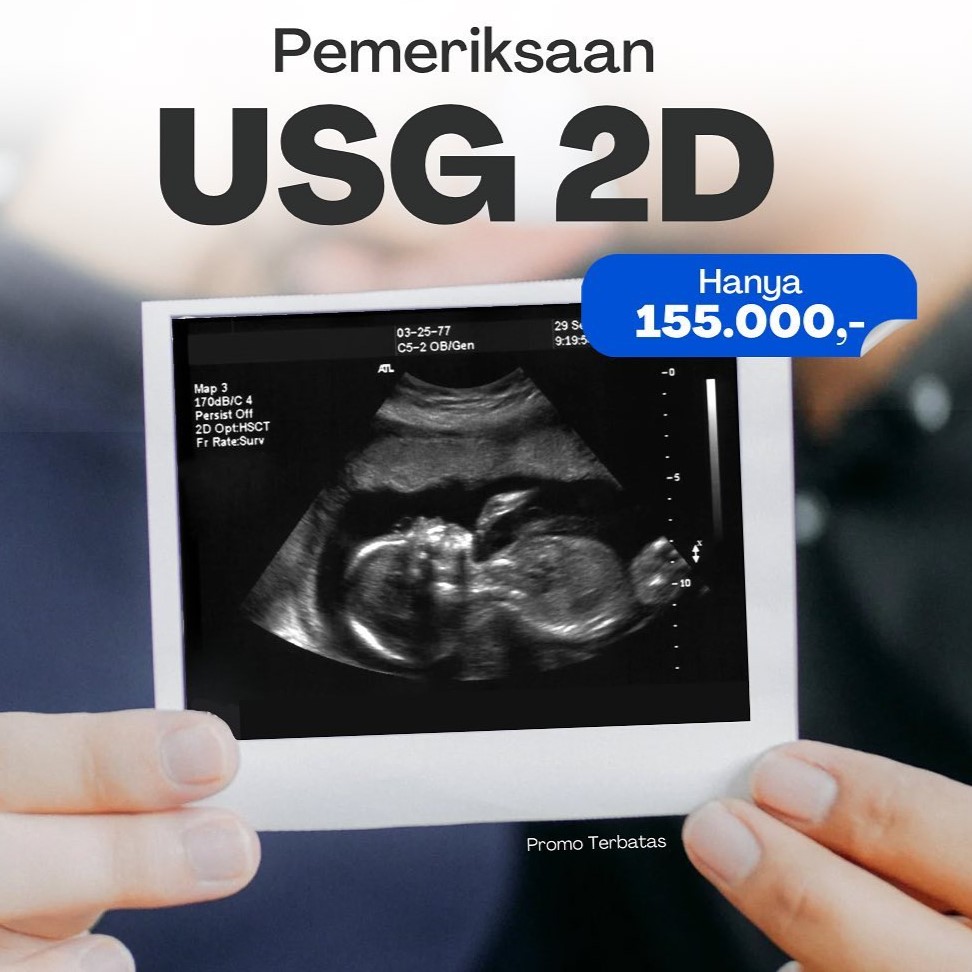 Pemeriksaan
USG 2D
Hanya
155.000,-
03-25-77
C5-2 OB/Gen
29
ATL
Map 3
170dB/C 4
Persist Off
2D Opt:HSCT
Fr Rate:Surv
0
5
10
x
Promo Terbatas